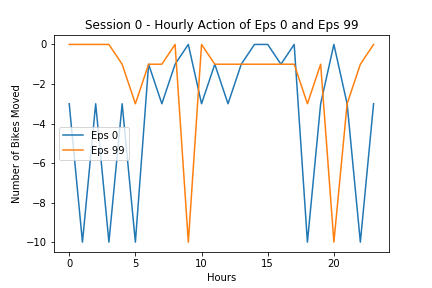 Session 0 - Hourly Action of Eps 0 and Eps 99
Number of Bikes Moved
0
−2
−4
−6
−8
−10
Eps 0
Eps 99
0
5
10
15
20
Hours